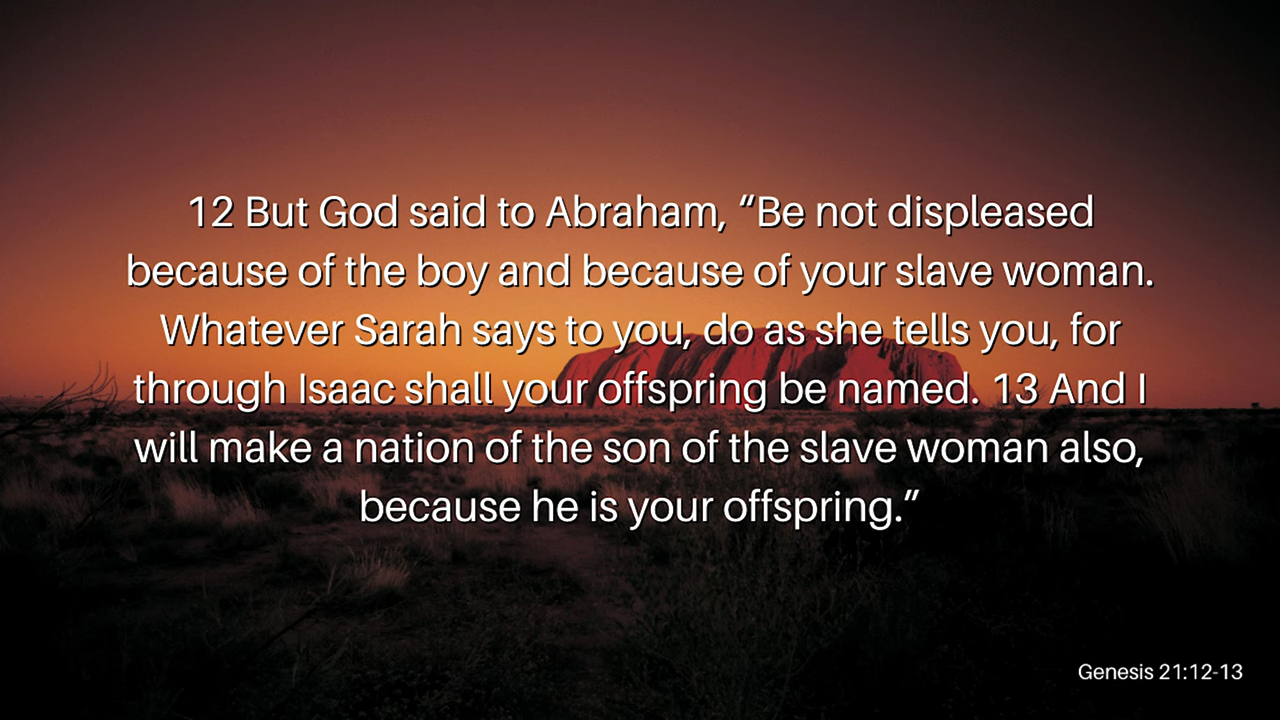 12 But God said to Abraham, “Be not displeased
because of the boy and because of your slave woman.
Whatever Sarah says to you, do as she tells you, for
through Isaac shall your offspring be named. 13 And I
will make a nation of the son of the slave woman also,
because he is your offspring.”
Genesis 21:12-13